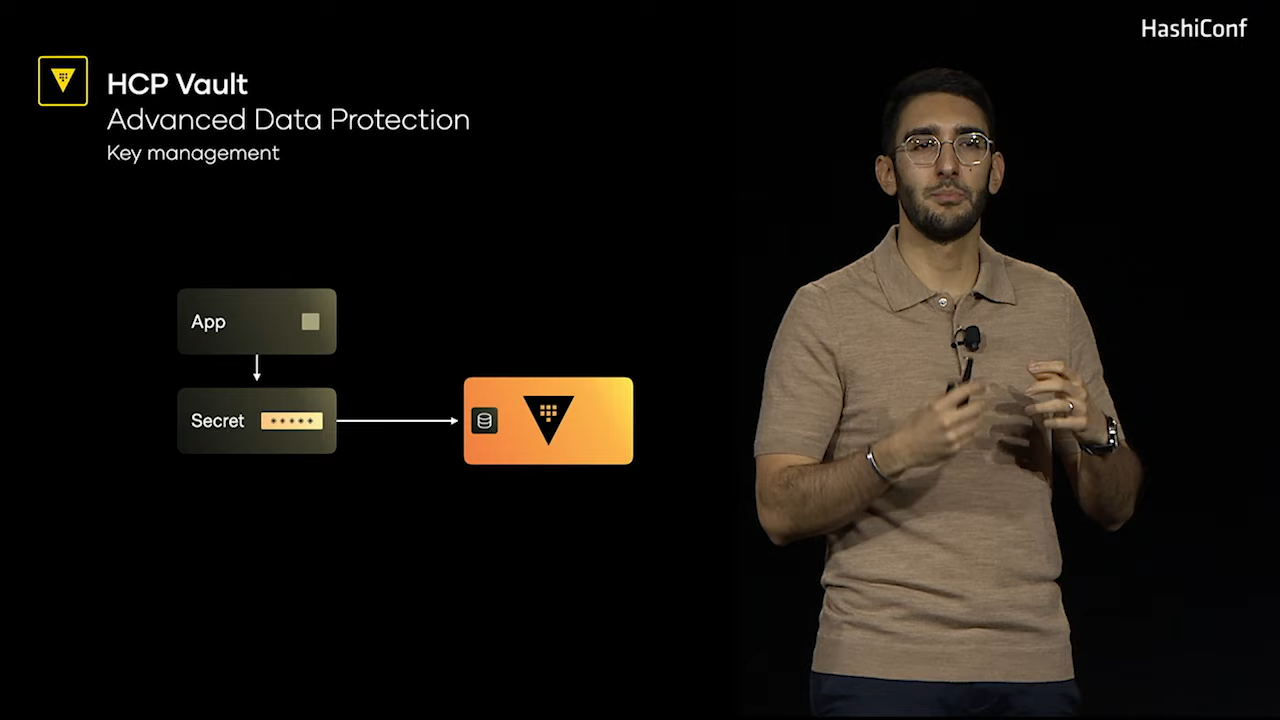 HashiConf
HCP Vault
Advanced Data Protection
Key management
App
Secret
*****